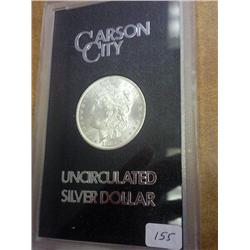 CARSON
CITY
UNCIRCULATED
SILVER DOLLAR
155